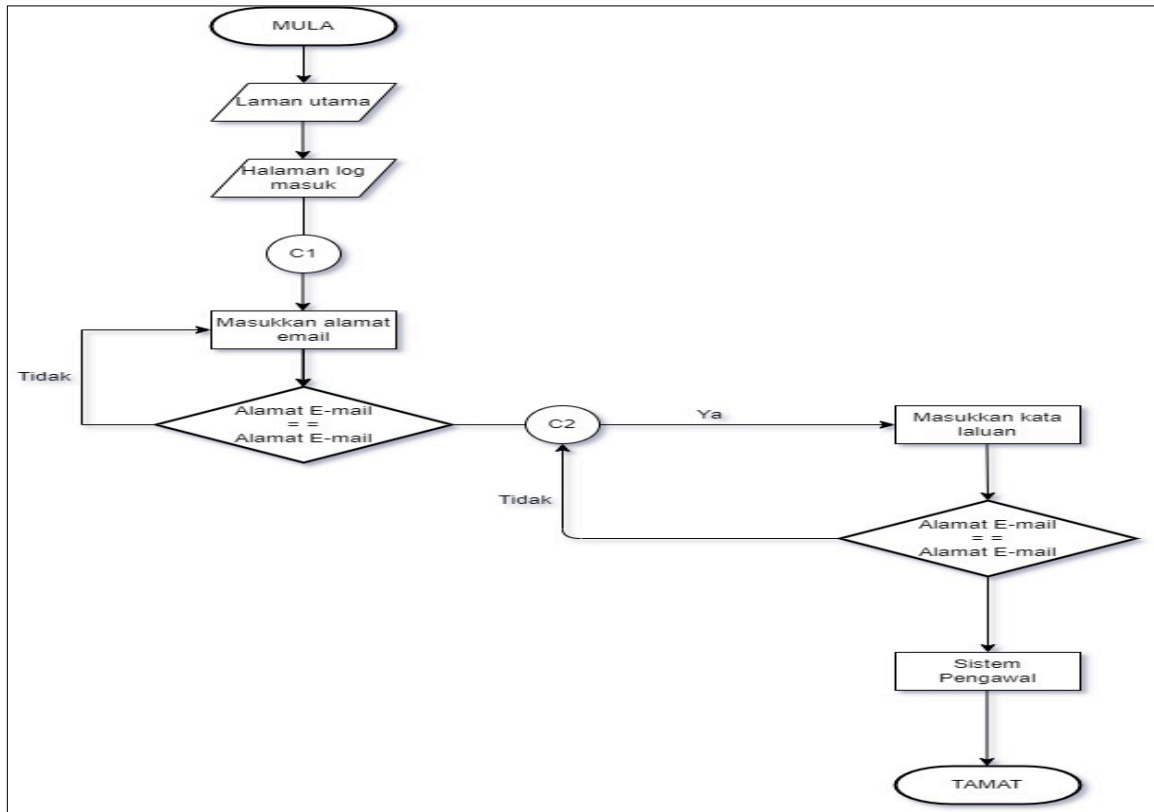 MULA
Laman utama
Halaman log
masuk
C1
Masukkan alamat
email
Tidak
Alamat E-mail
= =
Alamat E-mail
C2
Ya
Masukkan kata
laluan
Tidak
Alamat E-mail
= =
Alamat E-mail
Sistem
Pengawal
TAMAT